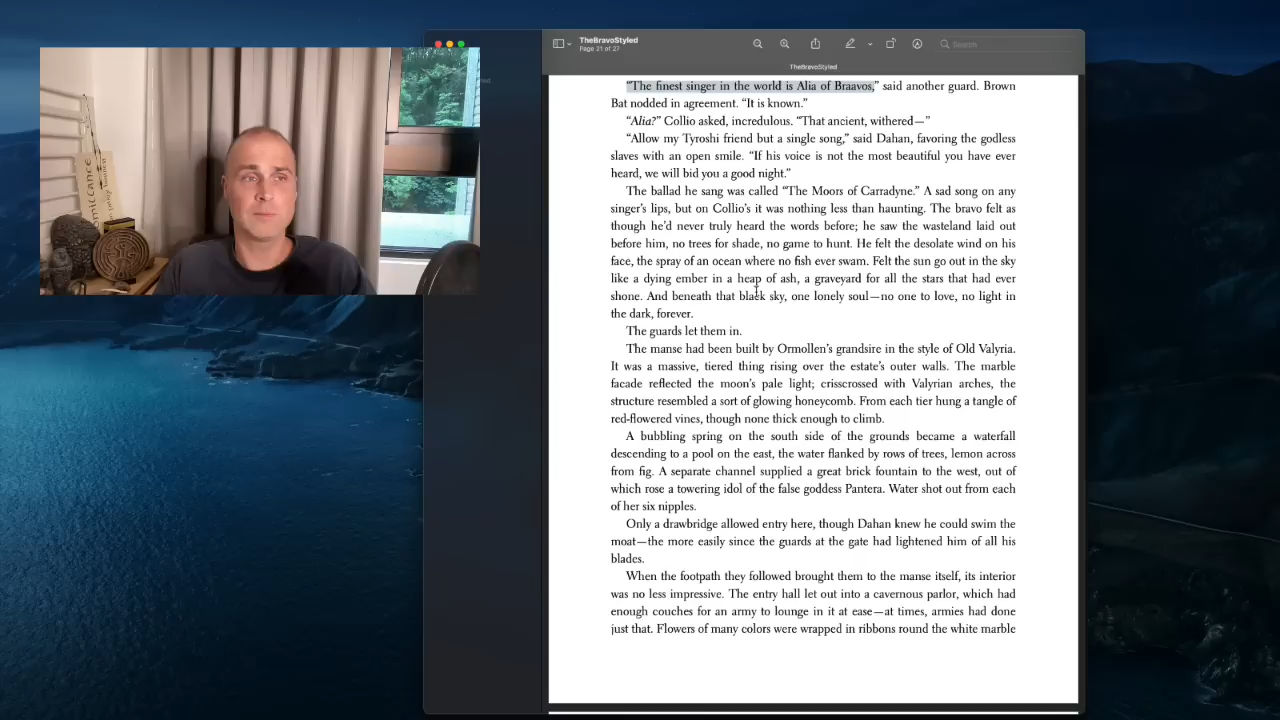 TheBravoStyled
Page 21 of 27
Search
TheBravoStyled
“The finest singer in the world is Alia of Braavos,” said another guard. Brown
Bat nodded in agreement. “It is known.”
“Alia?” Collio asked, incredulous. “That ancient, withered—”
“Allow my Tyroshi friend but a single song,” said Dahan, favoring the godless
slaves with an open smile. “If his voice is not the most beautiful you have ever
heard, we will bid you a good night.”
The ballad he sang was called “The Moors of Carradyne.” A sad song on any
singer’s lips, but on Collio’s it was nothing less than haunting. The bravo felt as
though he’d never truly heard the words before; he saw the wasteland laid out
before him, no trees for shade, no game to hunt. He felt the desolate wind on his
face, the spray of an ocean where no fish ever swam. Felt the sun go out in the sky
like a dying ember in a heap of ash, a graveyard for all the stars that had ever
shone. And beneath that black sky, one lonely soul—no one to love, no light in
the dark, forever.
The guards let them in.
The manse had been built by Ormollen’s grandsire in the style of Old Valyria.
It was a massive, tiered thing rising over the estate’s outer walls. The marble
facade reflected the moon’s pale light; crisscrossed with Valyrian arches, the
structure resembled a sort of glowing honeycomb. From each tier hung a tangle of
red-flowered vines, though none thick enough to climb.
A bubbling spring on the south side of the grounds became a waterfall
descending to a pool on the east, the water flanked by rows of trees, lemon across
from fig. A separate channel supplied a great brick fountain to the west, out of
which rose a towering idol of the false goddess Pantera. Water shot out from each
of her six nipples.
Only a drawbridge allowed entry here, though Dahan knew he could swim the
moat—the more easily since the guards at the gate had lightened him of all his
blades.
When the footpath they followed brought them to the manse itself, its interior
was no less impressive. The entry hall let out into a cavernous parlor, which had
enough couches for an army to lounge in it at ease—at times, armies had done
just that. Flowers of many colors were wrapped in ribbons round the white marble